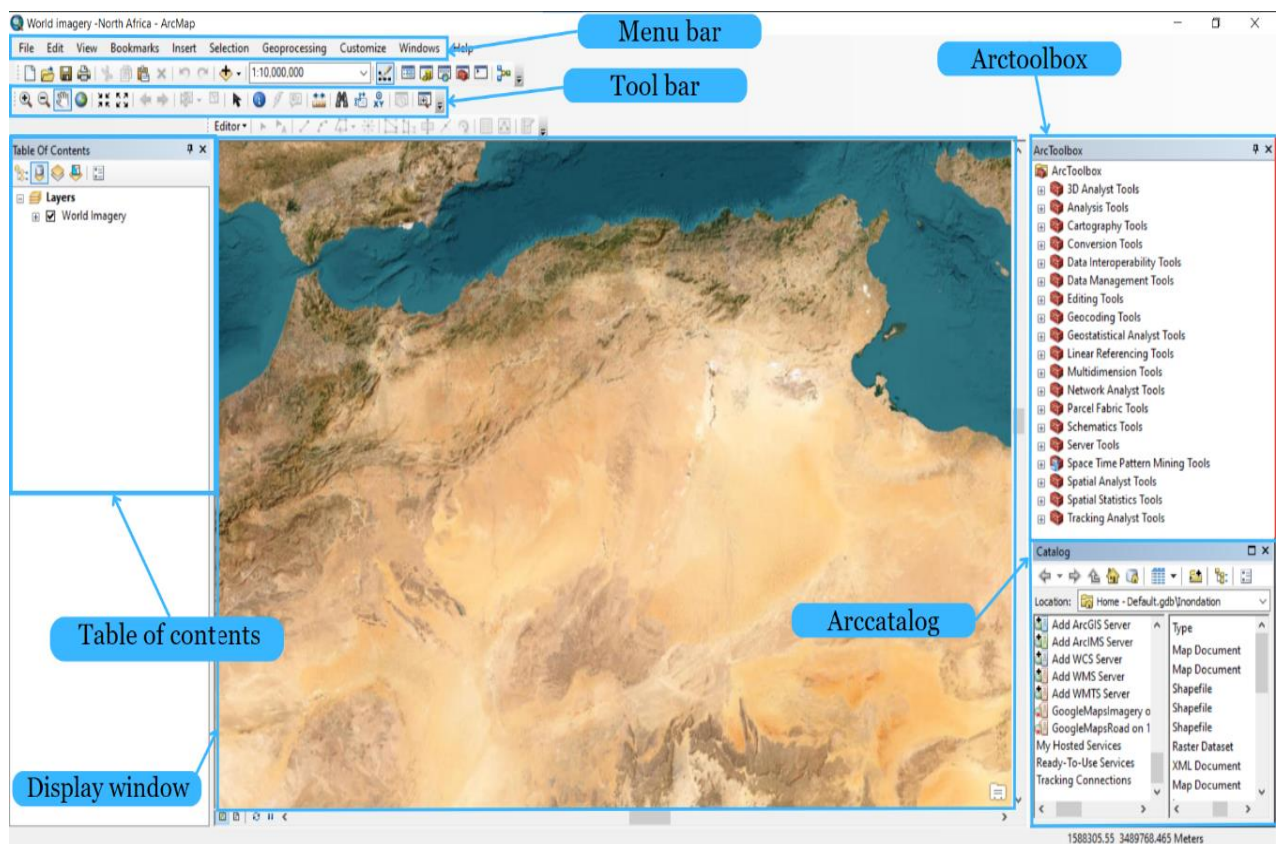 World imagery -North Africa - ArcMap
File Edit View Bookmarks Insert Selection Geoprocessing Customize Windows Help
Menu bar
1:10,000,000
Tool bar
Arctoolbox
Editor
Table Of Contents
Layers
World Imagery
ArcToolbox
ArcToolbox
3D Analyst Tools
Analysis Tools
Cartography Tools
Conversion Tools
Data Interoperability Tools
Data Management Tools
Editing Tools
Geocoding Tools
Geostatistical Analyst Tools
Linear Referencing Tools
Multidimension Tools
Network Analyst Tools
Parcel Fabric Tools
Schematics Tools
Server Tools
Space Time Pattern Mining Tools
Spatial Analyst Tools
Spatial Statistics Tools
Tracking Analyst Tools
Table of contents
Display window
Arccatalog
Catalog
Location: Home - Default.gdb\Inondation
Add ArcGIS Server
Add ArcIMS Server
Add WCS Server
Add WMS Server
Add WMTS Server
GoogleMapsImagery o
GoogleMapsRoad on 1
My Hosted Services
Ready-To-Use Services
Tracking Connections
Type
Map Document
Map Document
Shapefile
Shapefile
Shapefile
Raster Dataset
XML Document
Map Document
1588305.55 3489768.465 Meters